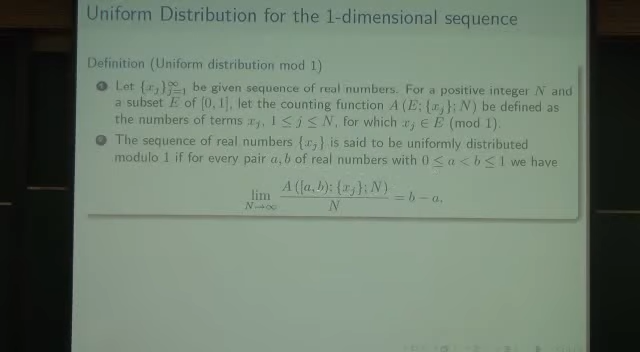 Uniform Distribution for the 1-dimensional sequence
Definition (Uniform distribution mod 1)
1 Let {x_j}_{j=1}^∞ be given sequence of real numbers. For a positive integer N and
a subset E of [0, 1], let the counting function A (E; {x_j}; N) be defined as
the numbers of terms x_j, 1 ≤ j ≤ N, for which x_j ∈ E (mod 1).
2 The sequence of real numbers {x_j} is said to be uniformly distributed
modulo 1 if for every pair a, b of real numbers with 0 ≤ a < b ≤ 1 we have
lim_{N→∞} A ([a, b); {x_j}; N) / N = b − a.